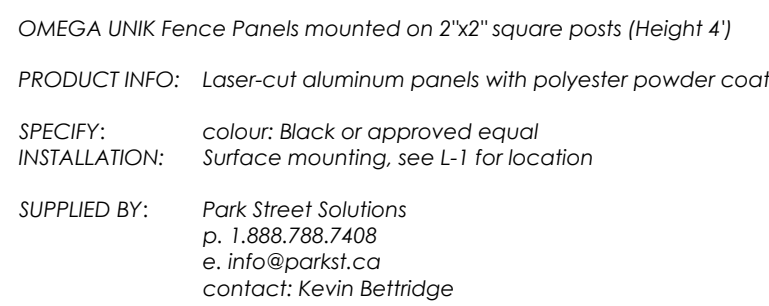 OMEGA UNIK Fence Panels mounted on 2"x2" square posts (Height 4')
PRODUCT INFO: Laser-cut aluminum panels with polyester powder coat
SPECIFY: colour: Black or approved equal
INSTALLATION: Surface mounting, see L-1 for location
SUPPLIED BY: Park Street Solutions
p. 1.888.788.7408
e. info@parkst.ca
contact: Kevin Bettridge